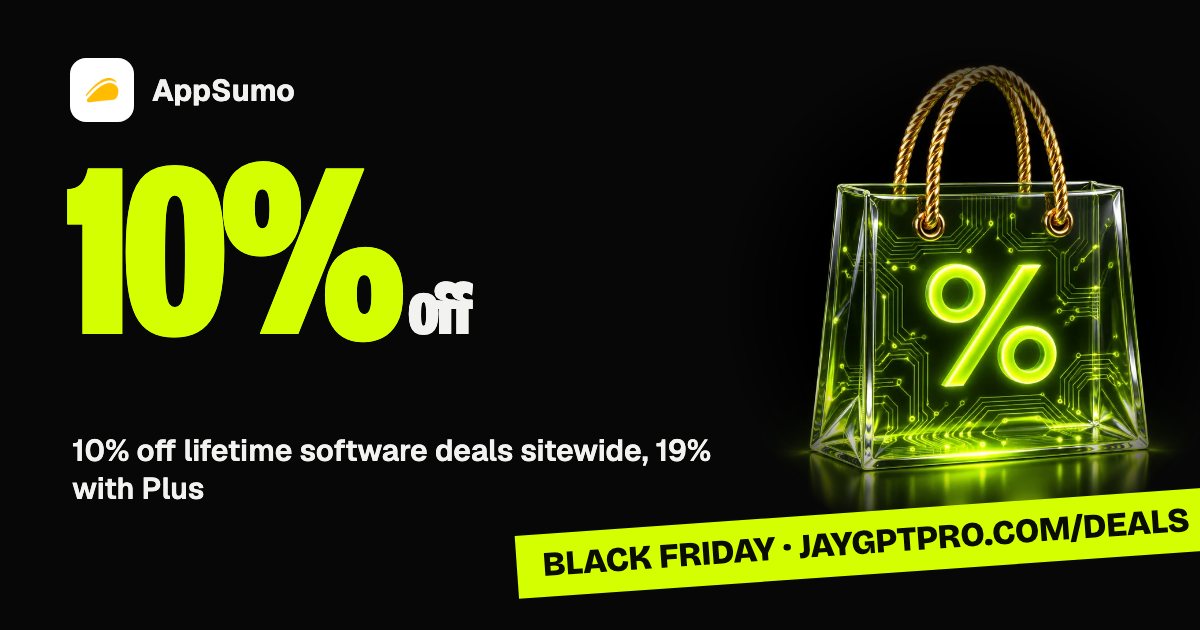 AppSumo
10% off
10% off lifetime software deals sitewide, 19%
with Plus
%
BLACK FRIDAY · JAYGPTPRO.COM/DEALS